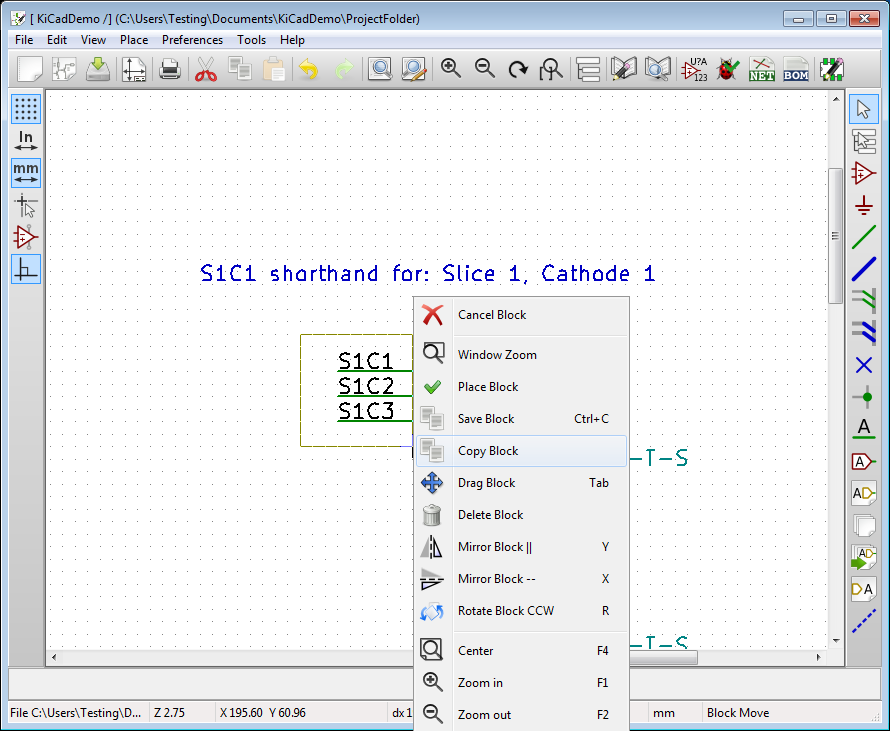 [ KiCadDemo /] (C:\Users\Testing\Documents\KiCadDemo\ProjectFolder)
File Edit View Place Preferences Tools Help
U?A
123
NET
BOM
In
mm
S1C1 shorthand for: Slice 1, Cathode 1
S1C1
S1C2
S1C3
Cancel Block
Window Zoom
Place Block
Save Block Ctrl+C
Copy Block
Drag Block Tab
Delete Block
Mirror Block || Y
Mirror Block -- X
Rotate Block CCW R
Center F4
Zoom in F1
Zoom out F2
-T-S
-T-S
A
A
AD
AD
DA
File C:\Users\Testing\D... Z 2.75 X 195.60 Y 60.96 dx 1 mm Block Move